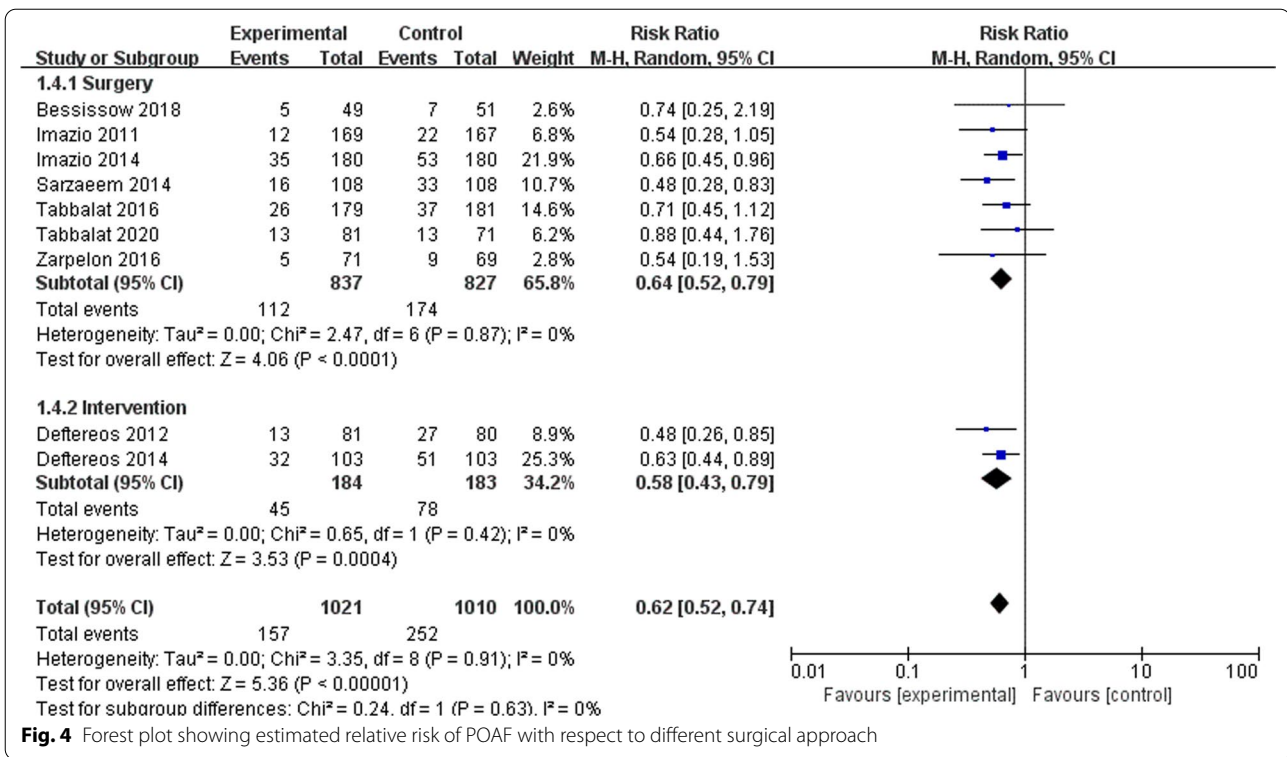 Experimental Control Risk Ratio Risk Ratio
Study or Subgroup Events Total Events Total Weight M-H, Random, 95% CI M-H, Random, 95% CI
1.4.1 Surgery
Bessissow 2018 5 49 7 51 2.6% 0.74 [0.25, 2.19]
Imazio 2011 12 169 22 167 6.8% 0.54 [0.28, 1.05]
Imazio 2014 35 180 53 180 21.9% 0.66 [0.45, 0.96]
Sarzaeem 2014 16 108 33 108 10.7% 0.48 [0.28, 0.83]
Tabbalat 2016 26 179 37 181 14.6% 0.71 [0.45, 1.12]
Tabbalat 2020 13 81 13 71 6.2% 0.88 [0.44, 1.76]
Zarpelon 2016 5 71 9 69 2.8% 0.54 [0.19, 1.53]
Subtotal (95% CI) 837 827 65.8% 0.64 [0.52, 0.79]
Total events 112 174
Heterogeneity: Tau² = 0.00; Chi² = 2.47, df = 6 (P = 0.87); I² = 0%
Test for overall effect: Z = 4.06 (P < 0.0001)
1.4.2 Intervention
Deftereos 2012 13 81 27 80 8.9% 0.48 [0.26, 0.85]
Deftereos 2014 32 103 51 103 25.3% 0.63 [0.44, 0.89]
Subtotal (95% CI) 184 183 34.2% 0.58 [0.43, 0.79]
Total events 45 78
Heterogeneity: Tau² = 0.00; Chi² = 0.65, df = 1 (P = 0.42); I² = 0%
Test for overall effect: Z = 3.53 (P = 0.0004)
Total (95% CI) 1021 1010 100.0% 0.62 [0.52, 0.74]
Total events 157 252
Heterogeneity: Tau² = 0.00; Chi² = 3.35, df = 8 (P = 0.91); I² = 0%
Test for overall effect: Z = 5.36 (P < 0.00001)
Test for subgroup differences: Chi² = 0.24, df = 1 (P = 0.63), I² = 0%
0.01 0.1 1 10 100
Favours [experimental] Favours [control]
Fig. 4 Forest plot showing estimated relative risk of POAF with respect to different surgical approach